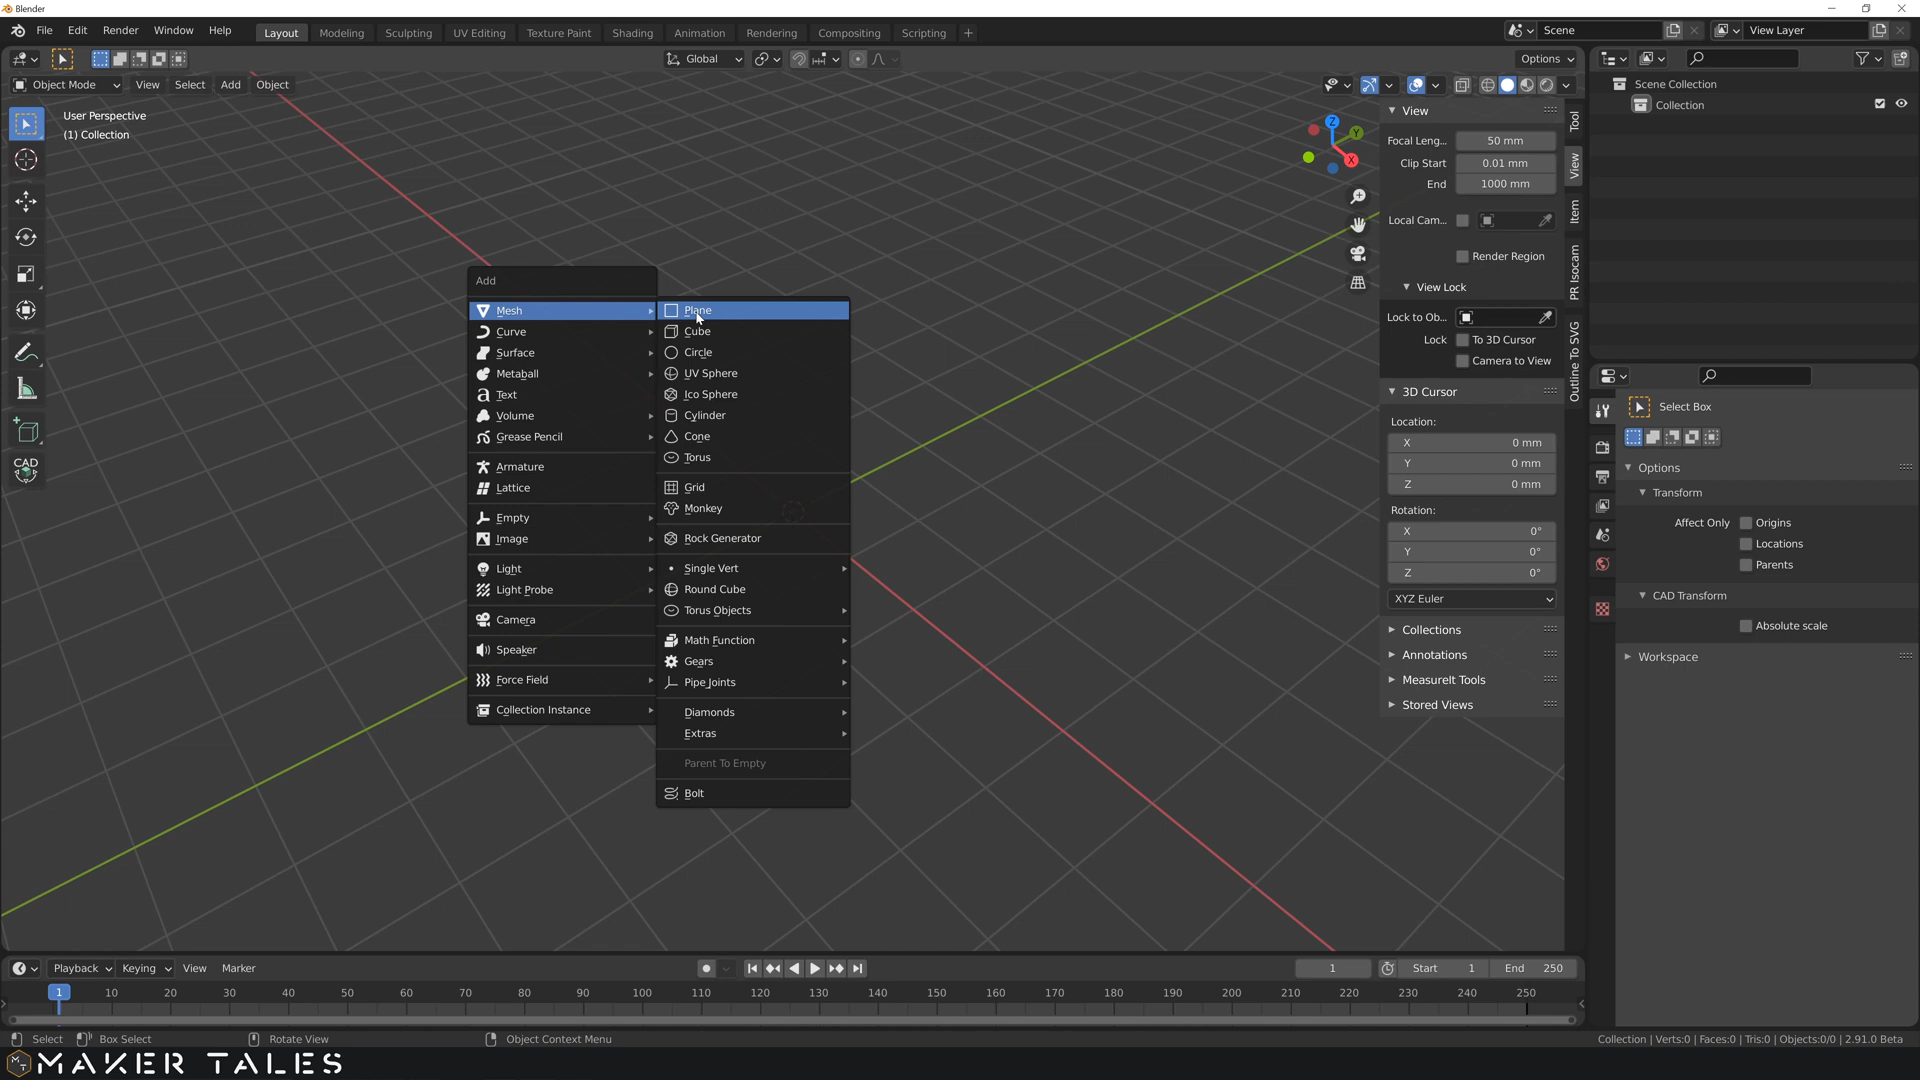 Blender
File Edit Render Window Help
Layout Modeling Sculpting UV Editing Texture Paint Shading Animation Rendering Compositing Scripting +
Scene
View Layer
Global
Options
Object Mode View Select Add Object
User Perspective
(1) Collection
Z
Y
X
Add
Mesh
Curve
Surface
Metaball
Text
Volume
Grease Pencil
Armature
Lattice
Empty
Image
Light
Light Probe
Camera
Speaker
Force Field
Collection Instance
Plane
Cube
Circle
UV Sphere
Ico Sphere
Cylinder
Cone
Torus
Grid
Monkey
Rock Generator
Single Vert
Round Cube
Torus Objects
Math Function
Gears
Pipe Joints
Diamonds
Extras
Parent To Empty
Bolt
CAD
View
Focal Leng... 50 mm
Clip Start 0.01 mm
End 1000 mm
Local Cam...
Render Region
View Lock
Lock to Ob...
Lock To 3D Cursor
Camera to View
3D Cursor
Location:
X 0 mm
Y 0 mm
Z 0 mm
Rotation:
X 0°
Y 0°
Z 0°
XYZ Euler
Collections
Annotations
MeasureIt Tools
Stored Views
Tool
View
Item
PR Isocam
Outline To SVG
Scene Collection
Collection
Select Box
Options
Transform
Affect Only Origins
Locations
Parents
CAD Transform
Absolute scale
Workspace
Playback Keying View Marker
1 Start 1 End 250
1 10 20 30 40 50 60 70 80 90 100 110 120 130 140 150 160 170 180 190 200 210 220 230 240 250
Select Box Select Rotate View Object Context Menu
Collection | Verts:0 | Faces:0 | Tris:0 | Objects:0/0 | 2.91.0 Beta
MAKER TALES